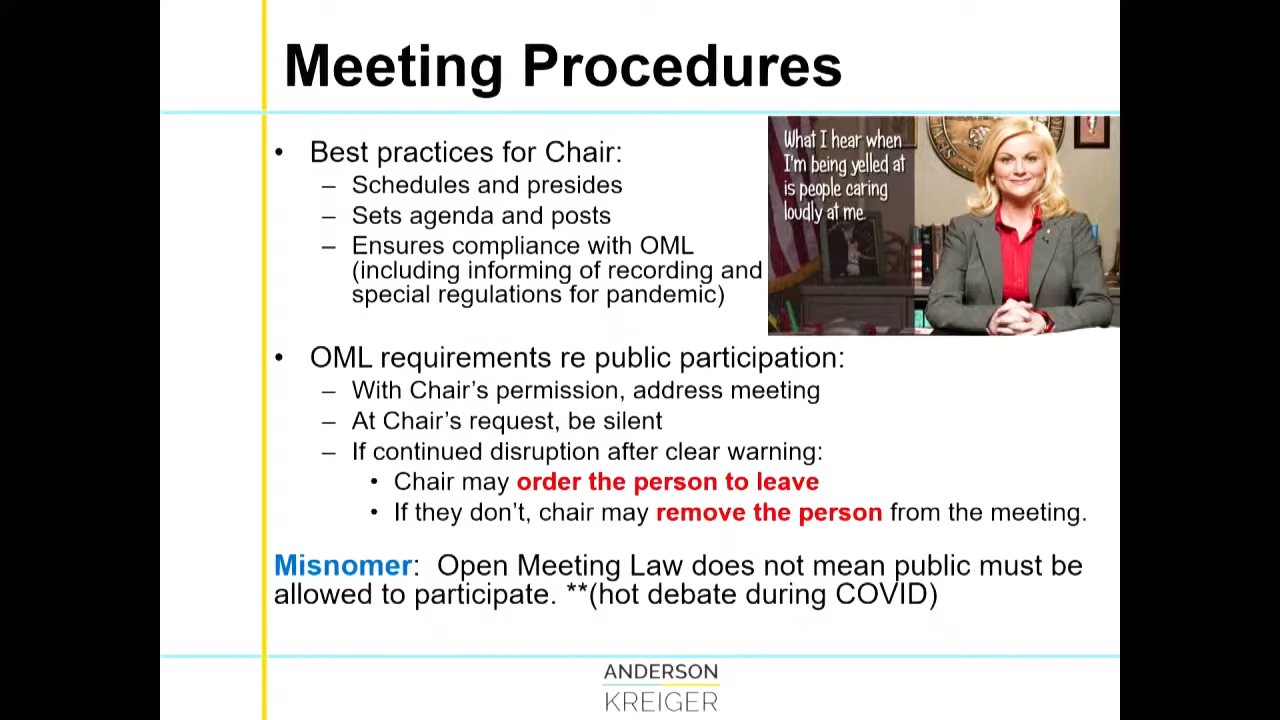 Meeting Procedures
• Best practices for Chair:
– Schedules and presides
– Sets agenda and posts
– Ensures compliance with OML
(including informing of recording and
special regulations for pandemic)
What I hear when
I'm being yelled at
is people caring
loudly at me.
• OML requirements re public participation:
– With Chair's permission, address meeting
– At Chair's request, be silent
– If continued disruption after clear warning:
• Chair may order the person to leave
• If they don't, chair may remove the person from the meeting.
Misnomer: Open Meeting Law does not mean public must be
allowed to participate. **(hot debate during COVID)
ANDERSON
KREIGER